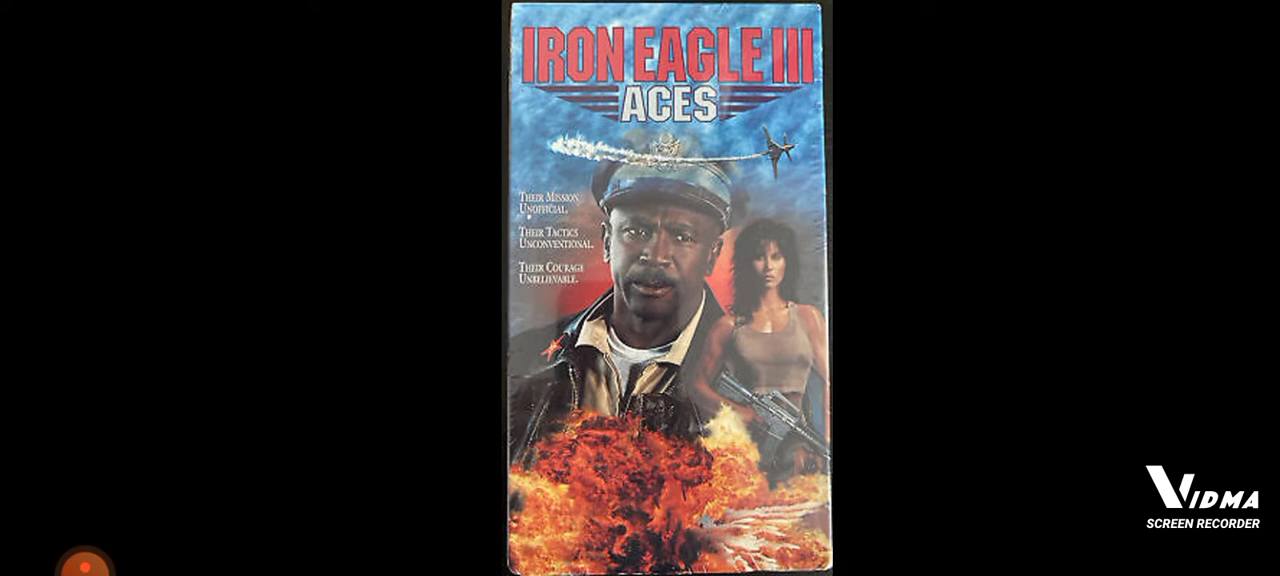 IRON EAGLE III
ACES
THEIR MISSION
UNOFFICIAL.
THEIR TACTICS
UNCONVENTIONAL.
THEIR COURAGE
UNBELIEVABLE.
VIDMA
SCREEN RECORDER